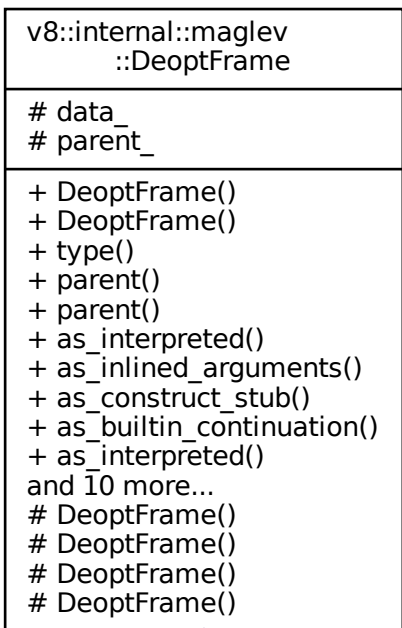 v8::internal::maglev
::DeoptFrame
# data_
# parent_
+ DeoptFrame()
+ DeoptFrame()
+ type()
+ parent()
+ parent()
+ as_interpreted()
+ as_inlined_arguments()
+ as_construct_stub()
+ as_builtin_continuation()
+ as_interpreted()
and 10 more...
# DeoptFrame()
# DeoptFrame()
# DeoptFrame()
# DeoptFrame()